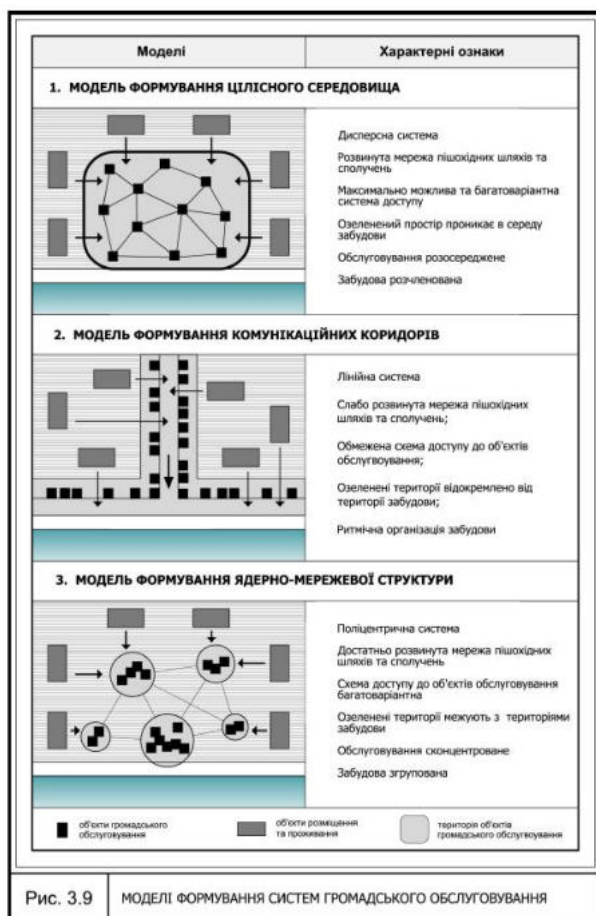 Моделі
Характерні ознаки
1. МОДЕЛЬ ФОРМУВАННЯ ЦІЛІСНОГО СЕРЕДОВИЩА
Дисперсна система
Розвинута мережа пішохідних шляхів та
сполучень
Максимально можлива та багатоваріантна
система доступу
Озеленений простір проникає в середу
забудови
Обслуговування розосереджене
Забудова розчленована
2. МОДЕЛЬ ФОРМУВАННЯ КОМУНІКАЦІЙНИХ КОРИДОРІВ
Лінійна система
Слабо розвинута мережа пішохідних
шляхів та сполучень;
Обмежена схема доступу до об'єктів
обслугвоування;
Озеленені території відокремлено від
території забудови;
Ритмічна організація забудови
3. МОДЕЛЬ ФОРМУВАННЯ ЯДЕРНО-МЕРЕЖЕВОЇ СТРУКТУРИ
Поліцентрична система
Достатньо розвинута мережа пішохідних
шляхів та сполучень
Схема доступу до об'єктів обслуговування
багатоваріантна
Озеленені території межують з територіями
забудови
Обслуговування сконцентроване
Забудова згрупована
об'єкти громадського
обслуговування
об'єкти розміщення
та проживання
територія об'єктів
громадського обслугвоування
Рис. 3.9
МОДЕЛІ ФОРМУВАННЯ СИСТЕМ ГРОМАДСЬКОГО ОБСЛУГОВУВАННЯ